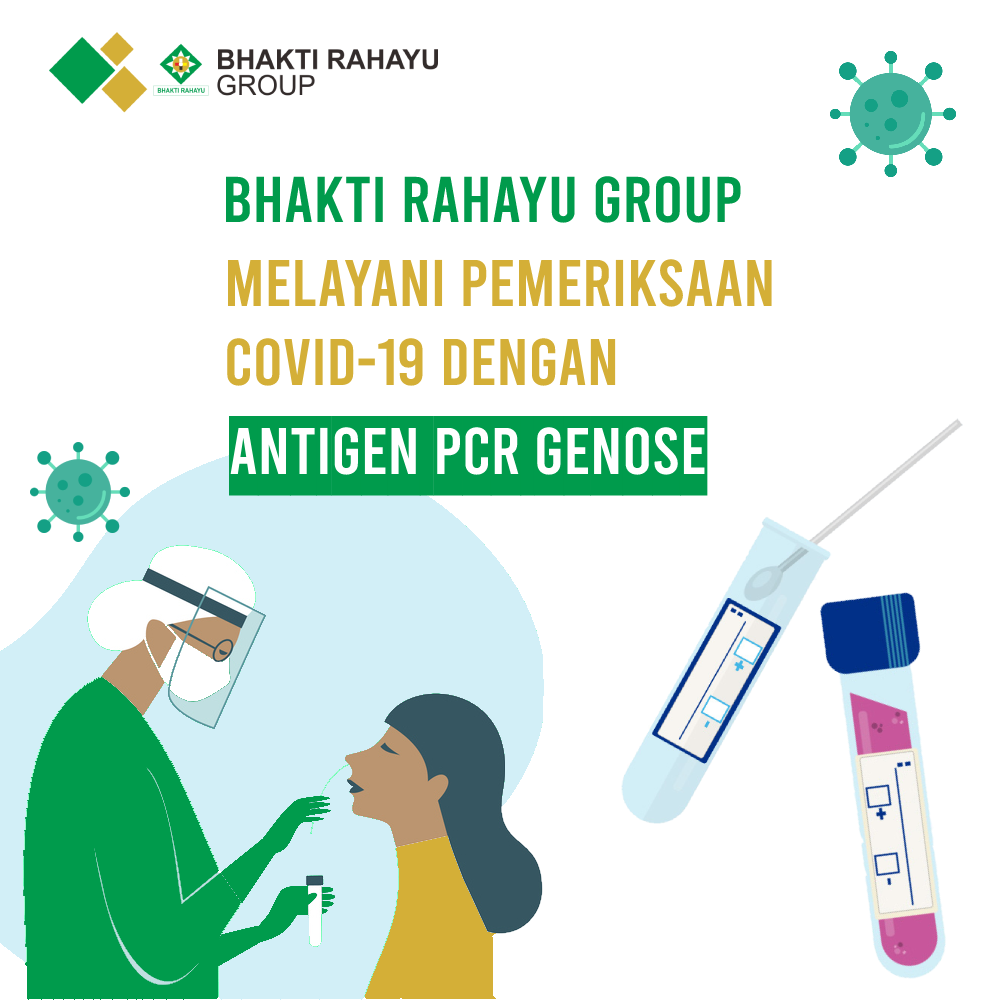 BHAKTI RAHAYU
BHAKTI RAHAYU
GROUP
BHAKTI RAHAYU GROUP
MELAYANI PEMERIKSAAN
COVID-19 DENGAN
ANTIGEN PCR GENOSE